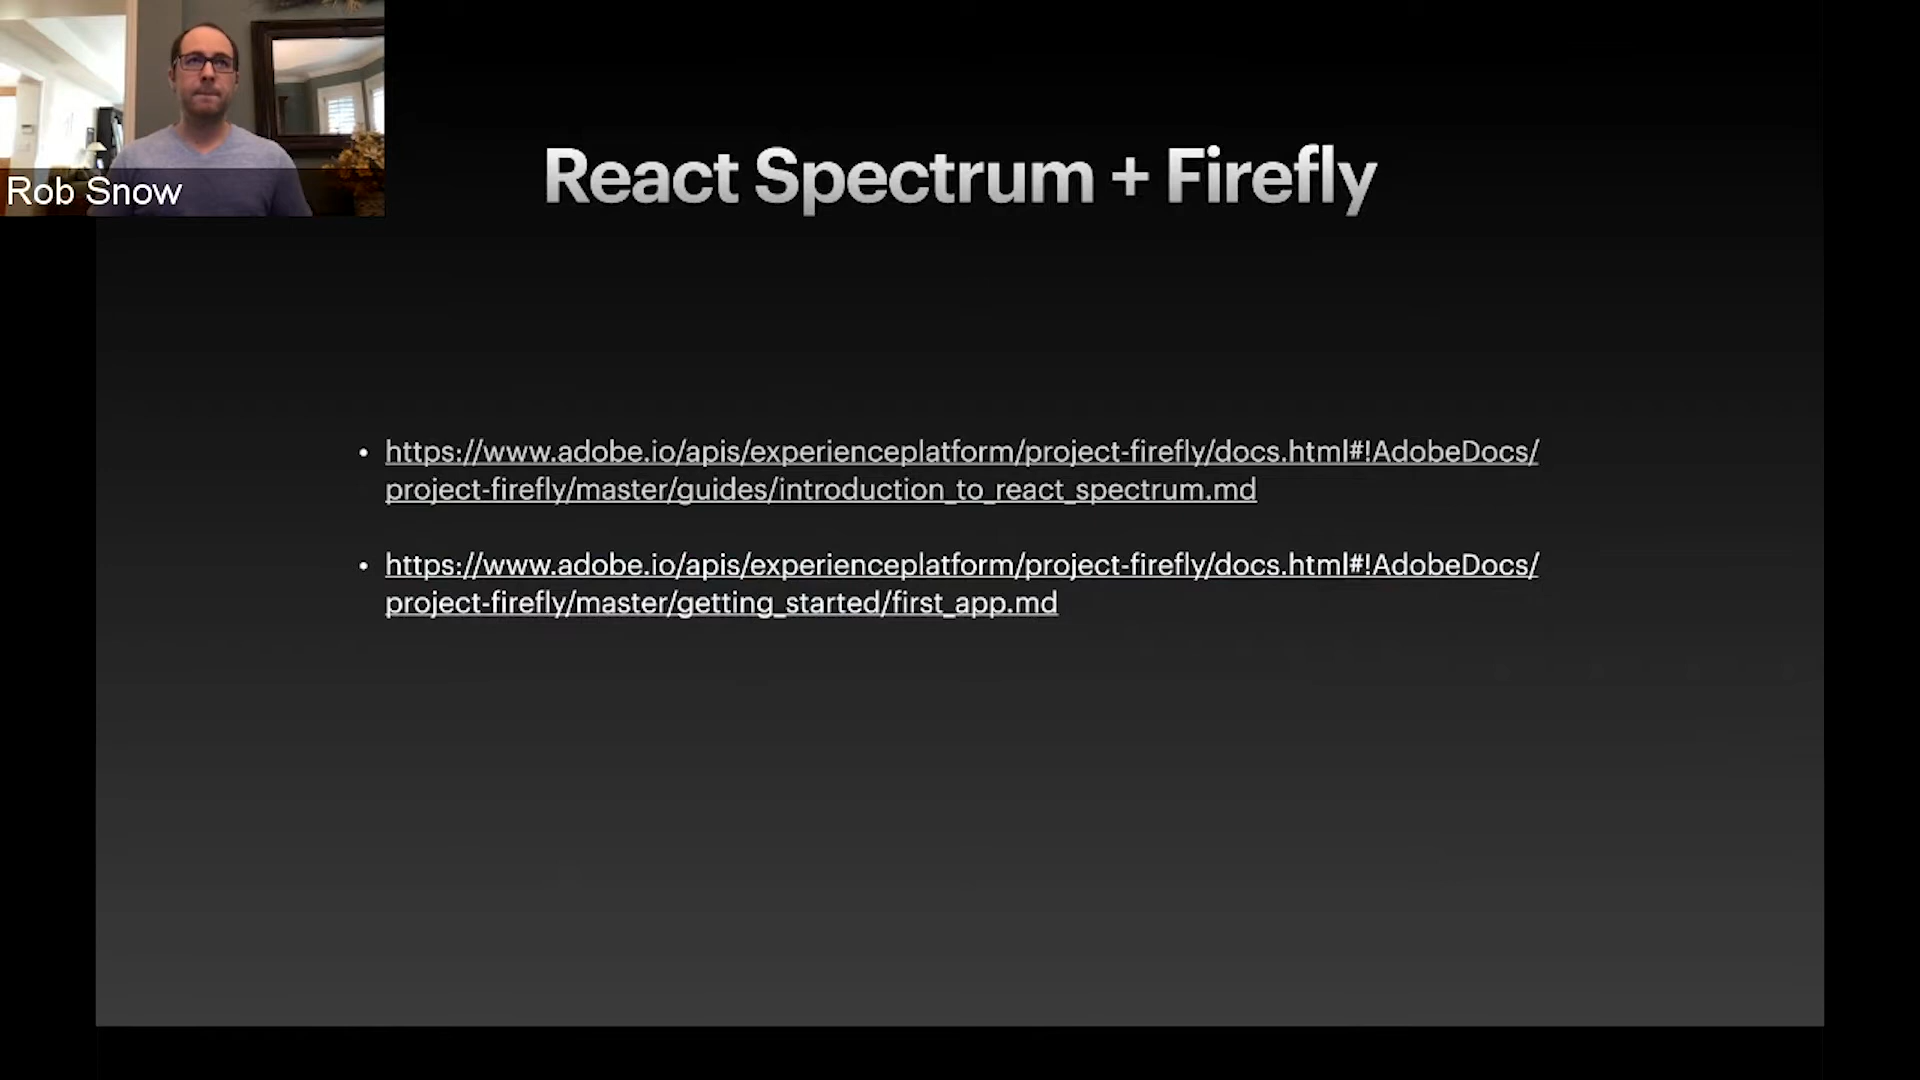 Rob Snow
React Spectrum + Firefly
• https://www.adobe.io/apis/experienceplatform/project-firefly/docs.html#!AdobeDocs/
project-firefly/master/guides/introduction_to_react_spectrum.md
• https://www.adobe.io/apis/experienceplatform/project-firefly/docs.html#!AdobeDocs/
project-firefly/master/getting_started/first_app.md